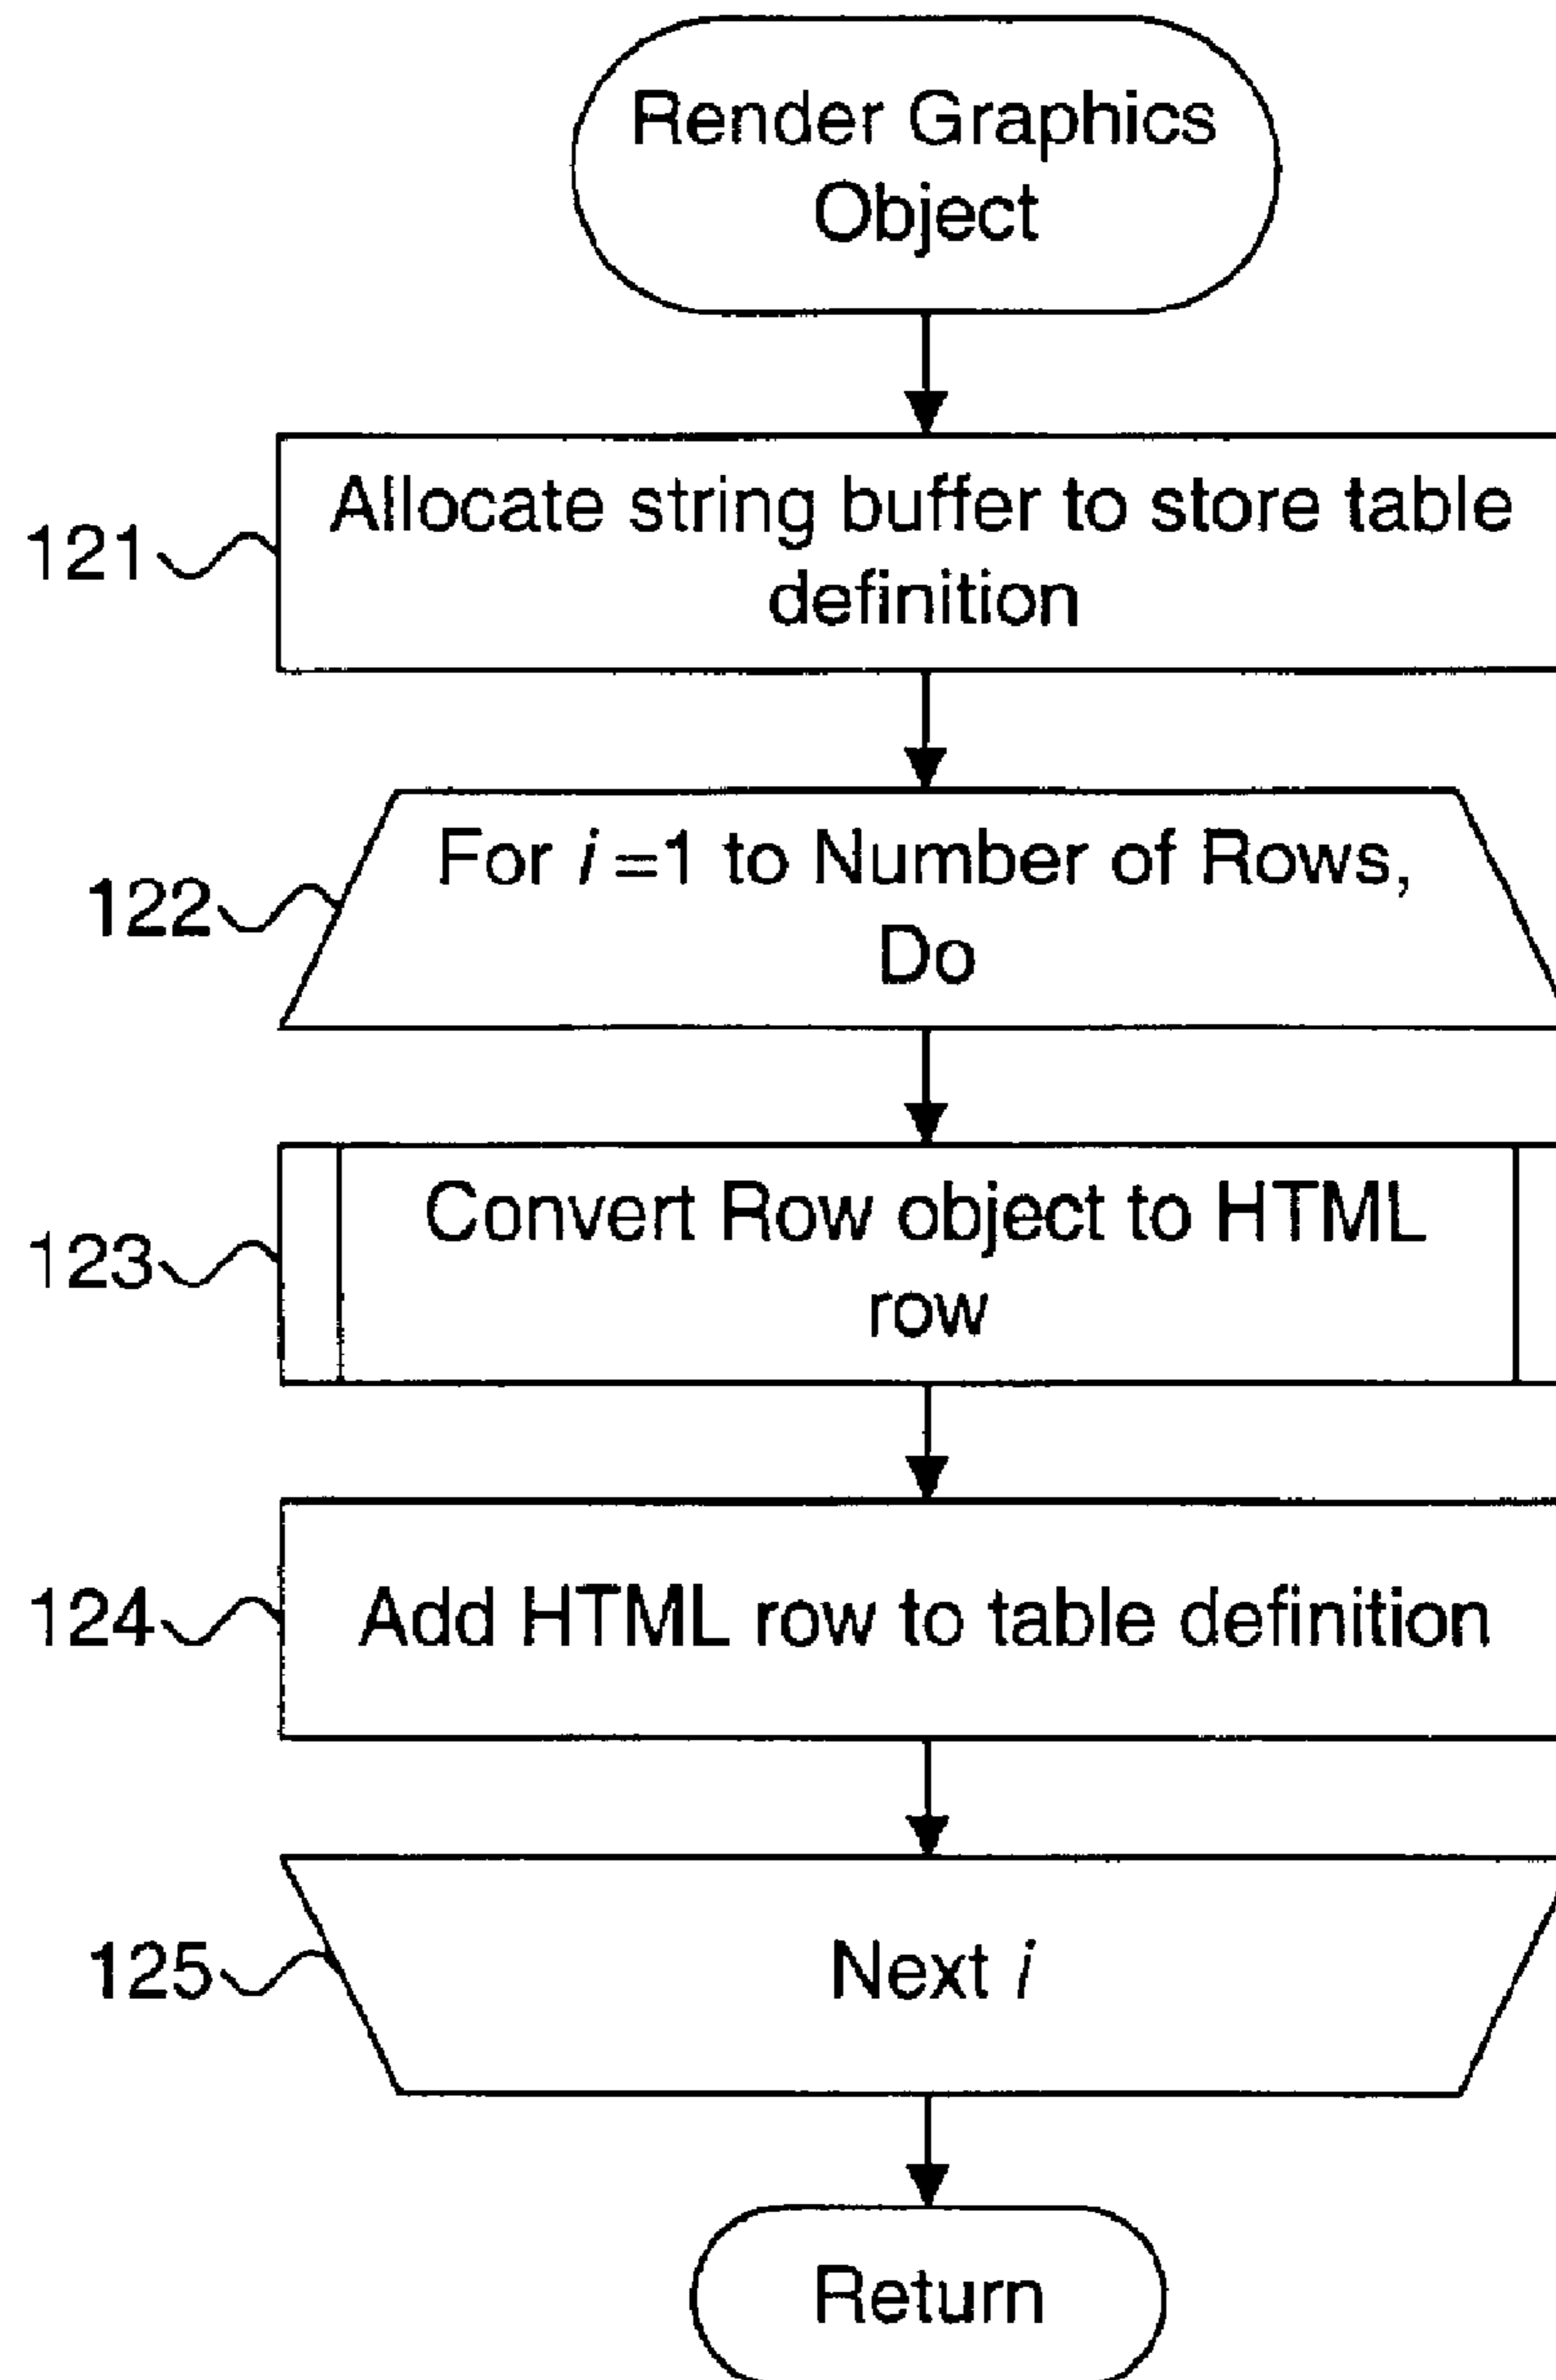 Render Graphics
Object
121
Allocate string buffer to store table
definition
122
For i =1 to Number of Rows,
Do
123
Convert Row object to HTML
row
124
Add HTML row to table definition
125
Next i
Return